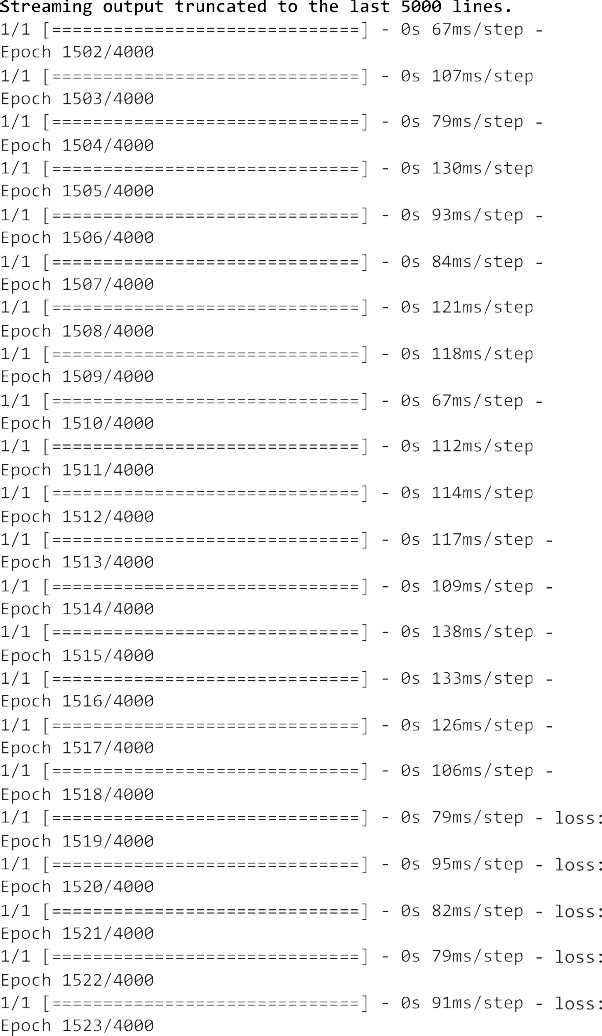 Streaming output truncated to the last 5000 lines.
1/1 [==============================] - 0s 67ms/step -
Epoch 1502/4000
1/1 [==============================] - 0s 107ms/step
Epoch 1503/4000
1/1 [==============================] - 0s 79ms/step -
Epoch 1504/4000
1/1 [==============================] - 0s 130ms/step
Epoch 1505/4000
1/1 [==============================] - 0s 93ms/step -
Epoch 1506/4000
1/1 [==============================] - 0s 84ms/step -
Epoch 1507/4000
1/1 [==============================] - 0s 121ms/step
Epoch 1508/4000
1/1 [==============================] - 0s 118ms/step
Epoch 1509/4000
1/1 [==============================] - 0s 67ms/step -
Epoch 1510/4000
1/1 [==============================] - 0s 112ms/step
Epoch 1511/4000
1/1 [==============================] - 0s 114ms/step
Epoch 1512/4000
1/1 [==============================] - 0s 117ms/step -
Epoch 1513/4000
1/1 [==============================] - 0s 109ms/step -
Epoch 1514/4000
1/1 [==============================] - 0s 138ms/step -
Epoch 1515/4000
1/1 [==============================] - 0s 133ms/step -
Epoch 1516/4000
1/1 [==============================] - 0s 126ms/step -
Epoch 1517/4000
1/1 [==============================] - 0s 106ms/step -
Epoch 1518/4000
1/1 [==============================] - 0s 79ms/step - loss:
Epoch 1519/4000
1/1 [==============================] - 0s 95ms/step - loss:
Epoch 1520/4000
1/1 [==============================] - 0s 82ms/step - loss:
Epoch 1521/4000
1/1 [==============================] - 0s 79ms/step - loss:
Epoch 1522/4000
1/1 [==============================] - 0s 91ms/step - loss:
Epoch 1523/4000